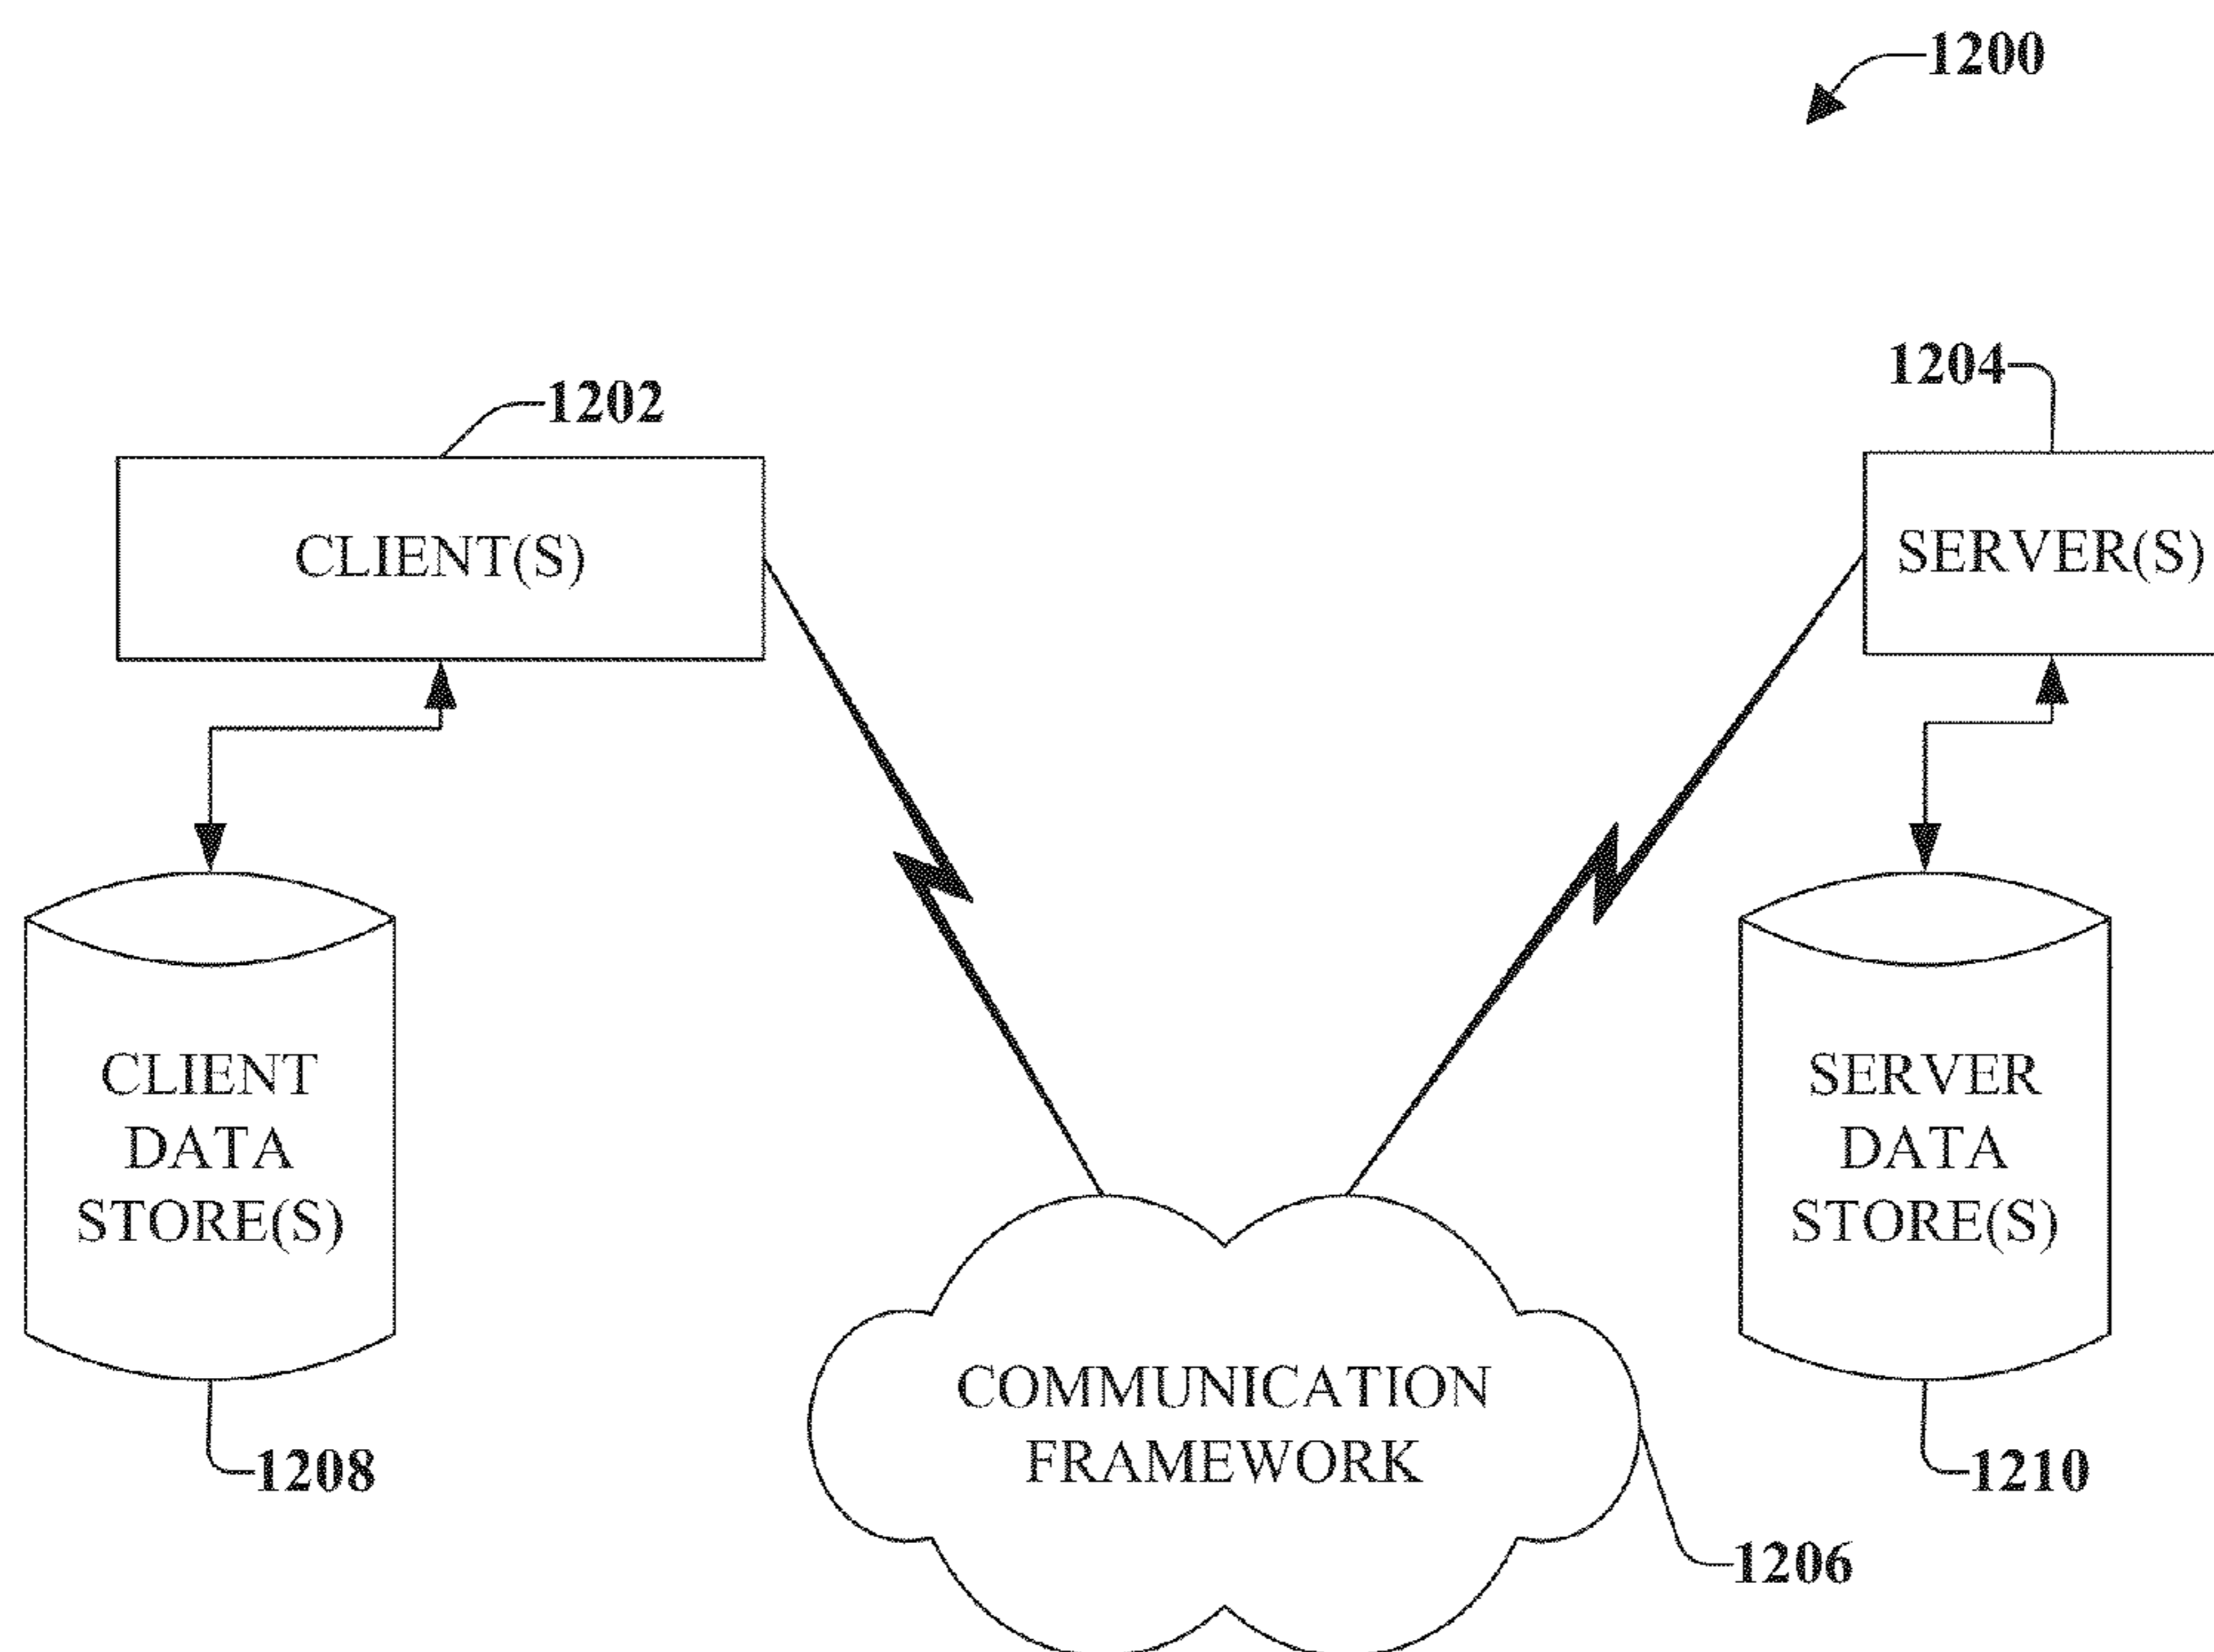 1200
1204
1202
CLIENT(S)
SERVER(S)
CLIENT
DATA
STORE(S)
SERVER
DATA
STORE(S)
COMMUNICATION
FRAMEWORK
1208
1210
1206